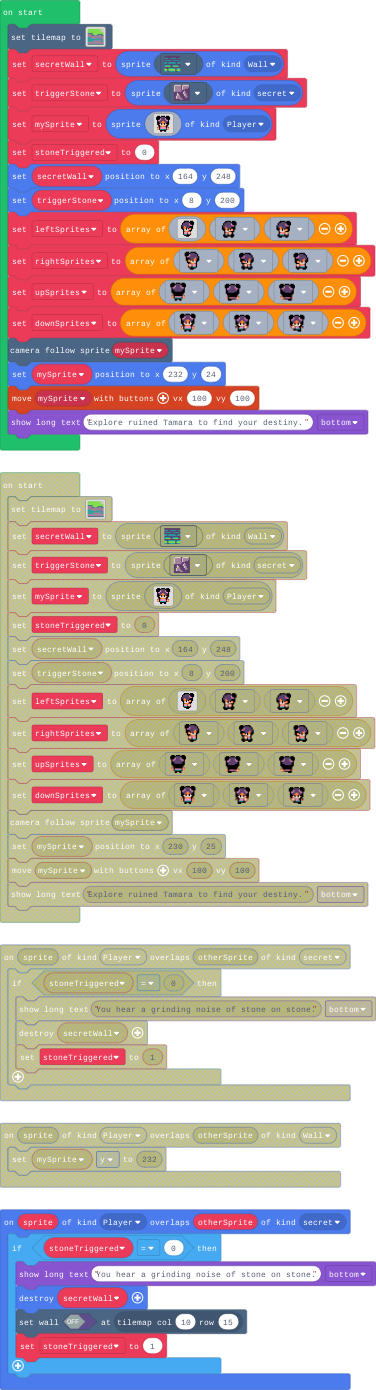 on start
set tilemap to
set secretWall to sprite of kind Wall
set triggerStone to sprite of kind secret
set mySprite to sprite of kind Player
set stoneTriggered to 0
set secretWall position to x 164 y 248
set triggerStone position to x 8 y 200
set leftSprites to array of
set rightSprites to array of
set upSprites to array of
set downSprites to array of
camera follow sprite mySprite
set mySprite position to x 232 y 24
move mySprite with buttons vx 100 vy 100
show long text "Explore ruined Tamara to find your destiny." bottom
on start
set tilemap to
set secretWall to sprite of kind Wall
set triggerStone to sprite of kind secret
set mySprite to sprite of kind Player
set stoneTriggered to 0
set secretWall position to x 164 y 248
set triggerStone position to x 8 y 200
set leftSprites to array of
set rightSprites to array of
set upSprites to array of
set downSprites to array of
camera follow sprite mySprite
set mySprite position to x 230 y 25
move mySprite with buttons vx 100 vy 100
show long text "Explore ruined Tamara to find your destiny." bottom
on sprite of kind Player overlaps otherSprite of kind secret
if stoneTriggered = 0 then
show long text "You hear a grinding noise of stone on stone." bottom
destroy secretWall
set stoneTriggered to 1
on sprite of kind Player overlaps otherSprite of kind Wall
set mySprite y to 232
on sprite of kind Player overlaps otherSprite of kind secret
if stoneTriggered = 0 then
show long text "You hear a grinding noise of stone on stone." bottom
destroy secretWall
set wall OFF at tilemap col 10 row 15
set stoneTriggered to 1